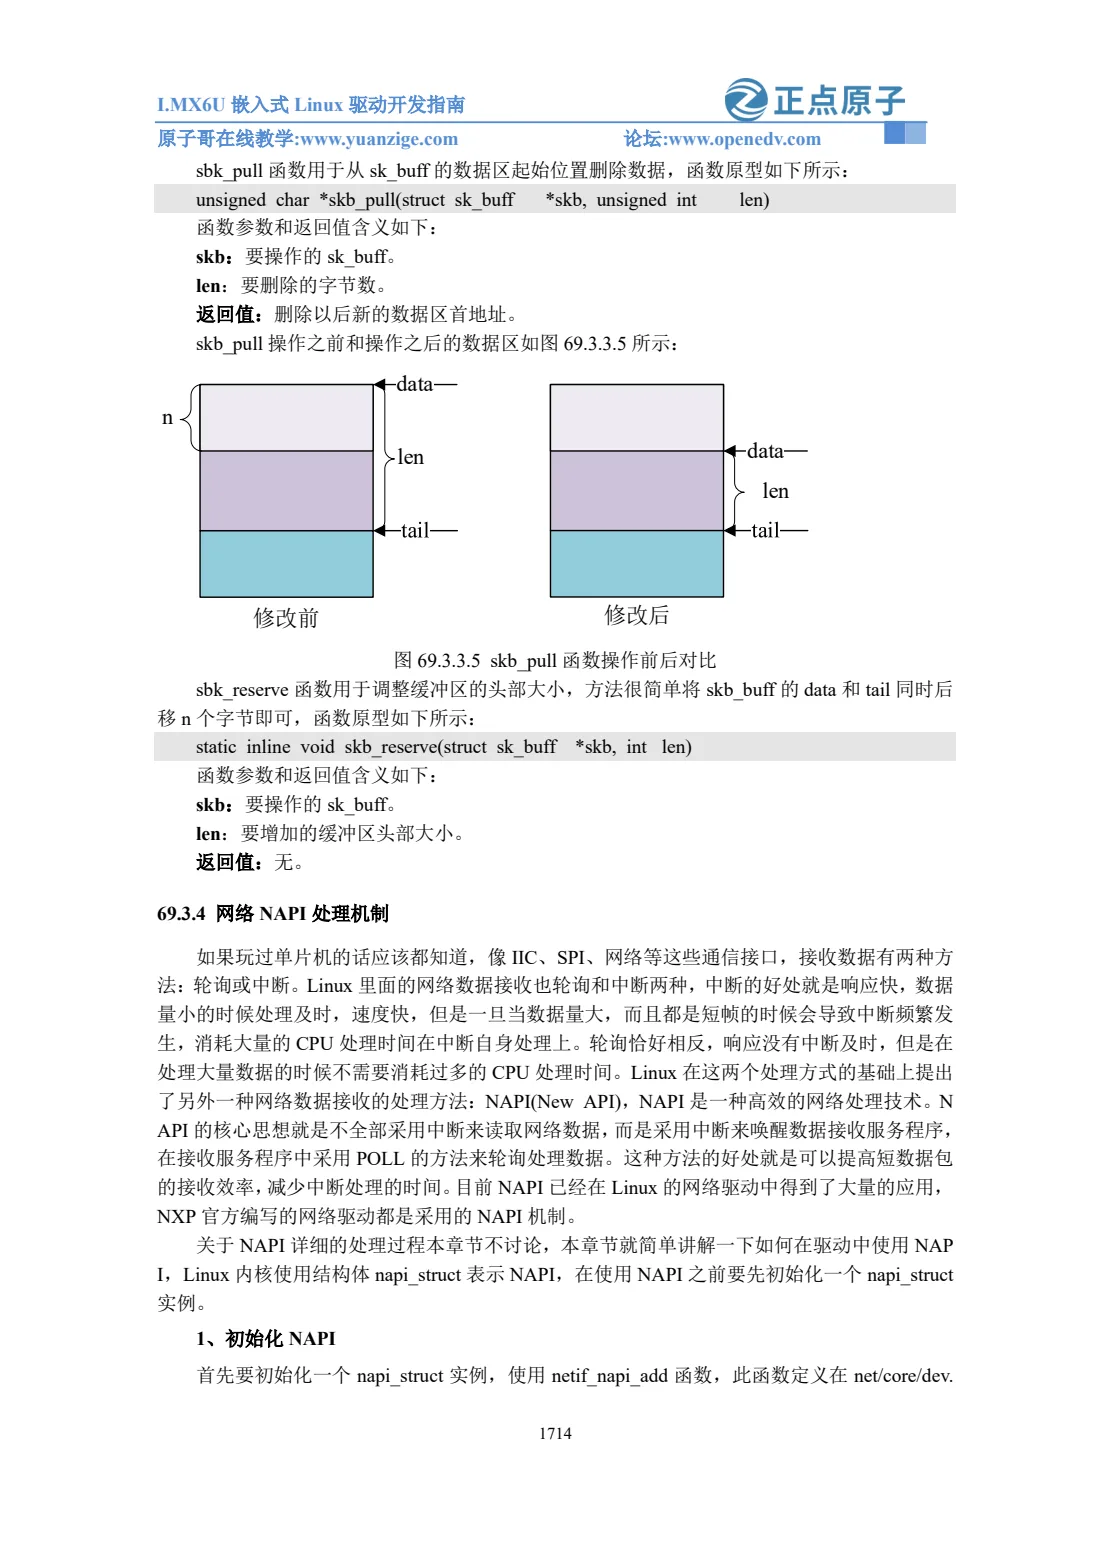 I.MX6U 嵌入式 Linux 驱动开发指南
正点原子
原子哥在线教学:www.yuanzige.com 论坛:www.openedv.com
sbk_pull 函数用于从 sk_buff 的数据区起始位置删除数据，函数原型如下所示：
unsigned char *skb_pull(struct sk_buff *skb, unsigned int len)
函数参数和返回值含义如下：
skb：要操作的 sk_buff。
len：要删除的字节数。
返回值：删除以后新的数据区首地址。
skb_pull 操作之前和操作之后的数据区如图 69.3.3.5 所示：
data
n
data
len
len
tail
tail
修改前
修改后
图 69.3.3.5 skb_pull 函数操作前后对比
sbk_reserve 函数用于调整缓冲区的头部大小，方法很简单将 skb_buff 的 data 和 tail 同时后
移 n 个字节即可，函数原型如下所示：
static inline void skb_reserve(struct sk_buff *skb, int len)
函数参数和返回值含义如下：
skb：要操作的 sk_buff。
len：要增加的缓冲区头部大小。
返回值：无。
69.3.4 网络 NAPI 处理机制
如果玩过单片机的话应该都知道，像 IIC、SPI、网络等这些通信接口，接收数据有两种方
法：轮询或中断。Linux 里面的网络数据接收也轮询和中断两种，中断的好处就是响应快，数据
量小的时候处理及时，速度快，但是一旦当数据量大，而且都是短帧的时候会导致中断频繁发
生，消耗大量的 CPU 处理时间在中断自身处理上。轮询恰好相反，响应没有中断及时，但是在
处理大量数据的时候不需要消耗过多的 CPU 处理时间。Linux 在这两个处理方式的基础上提出
了另外一种网络数据接收的处理方法：NAPI(New API)，NAPI 是一种高效的网络处理技术。N
API 的核心思想就是不全部采用中断来读取网络数据，而是采用中断来唤醒数据接收服务程序，
在接收服务程序中采用 POLL 的方法来轮询处理数据。这种方法的好处就是可以提高短数据包
的接收效率，减少中断处理的时间。目前 NAPI 已经在 Linux 的网络驱动中得到了大量的应用，
NXP 官方编写的网络驱动都是采用的 NAPI 机制。
关于 NAPI 详细的处理过程本章节不讨论，本章节就简单讲解一下如何在驱动中使用 NAP
I，Linux 内核使用结构体 napi_struct 表示 NAPI，在使用 NAPI 之前要先初始化一个 napi_struct
实例。
1、初始化 NAPI
首先要初始化一个 napi_struct 实例，使用 netif_napi_add 函数，此函数定义在 net/core/dev.
1714